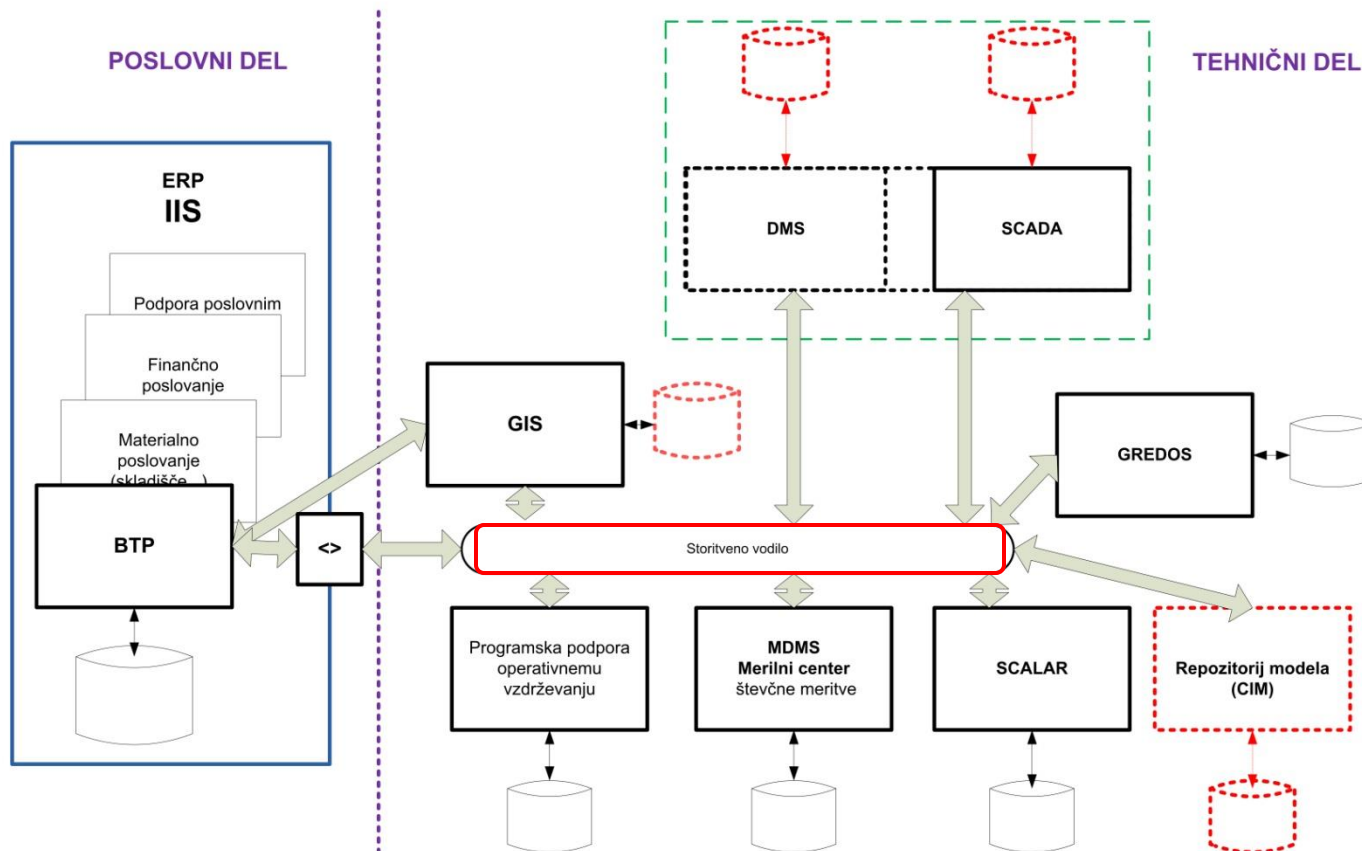 POSLOVNI DEL
TEHNIČNI DEL
ERP
IIS
Podpora poslovnim
Finančno
poslovanje
Materialno
poslovanje
(skladišče...)
BTP
<>
GIS
DMS
SCADA
GREDOS
Storitveno vodilo
Programska podpora
operativnemu
vzdrževanju
MDMS
Merilni center
števčne meritve
SCALAR
Repozitorij modela
(CIM)